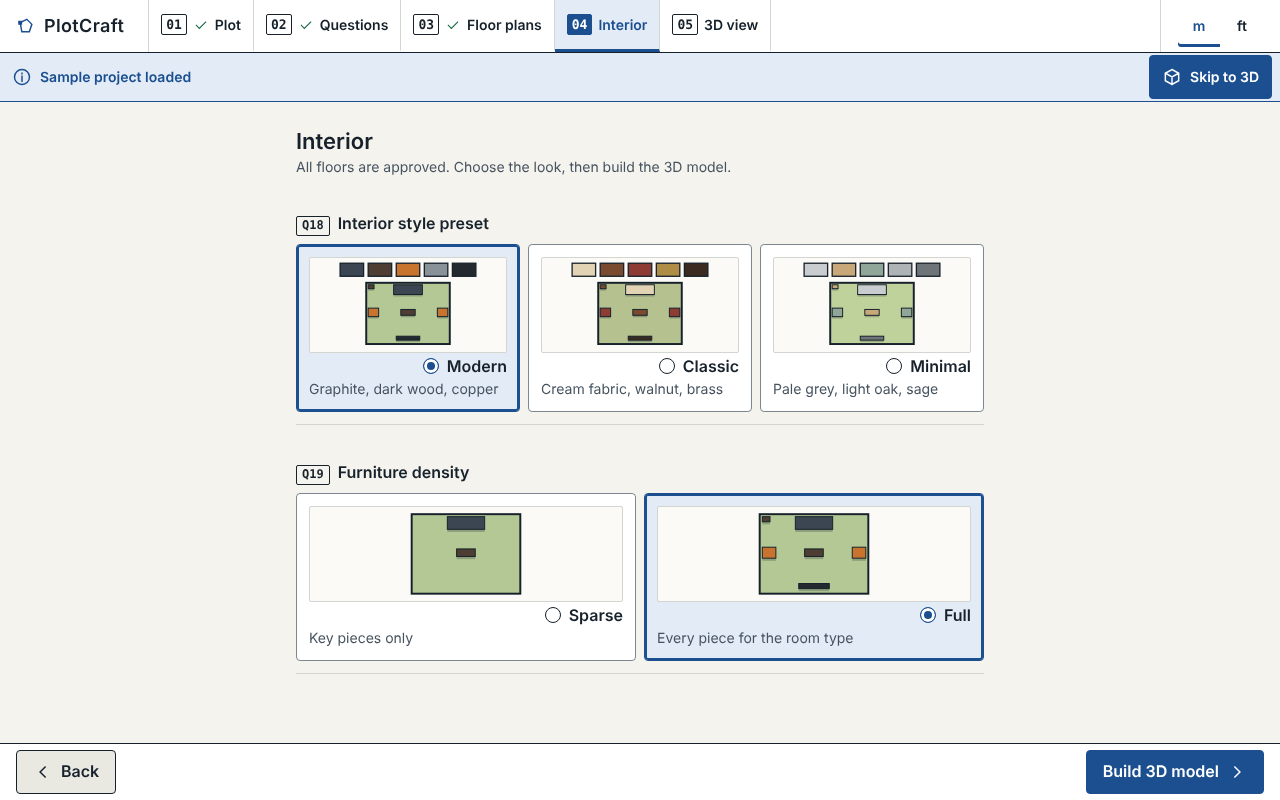 PlotCraft
01 Plot
02 Questions
03 Floor plans
04 Interior
05 3D view
m
ft
Sample project loaded
Skip to 3D
Interior
All floors are approved. Choose the look, then build the 3D model.
Q18 Interior style preset
Modern
Graphite, dark wood, copper
Classic
Cream fabric, walnut, brass
Minimal
Pale grey, light oak, sage
Q19 Furniture density
Sparse
Key pieces only
Full
Every piece for the room type
Back
Build 3D model